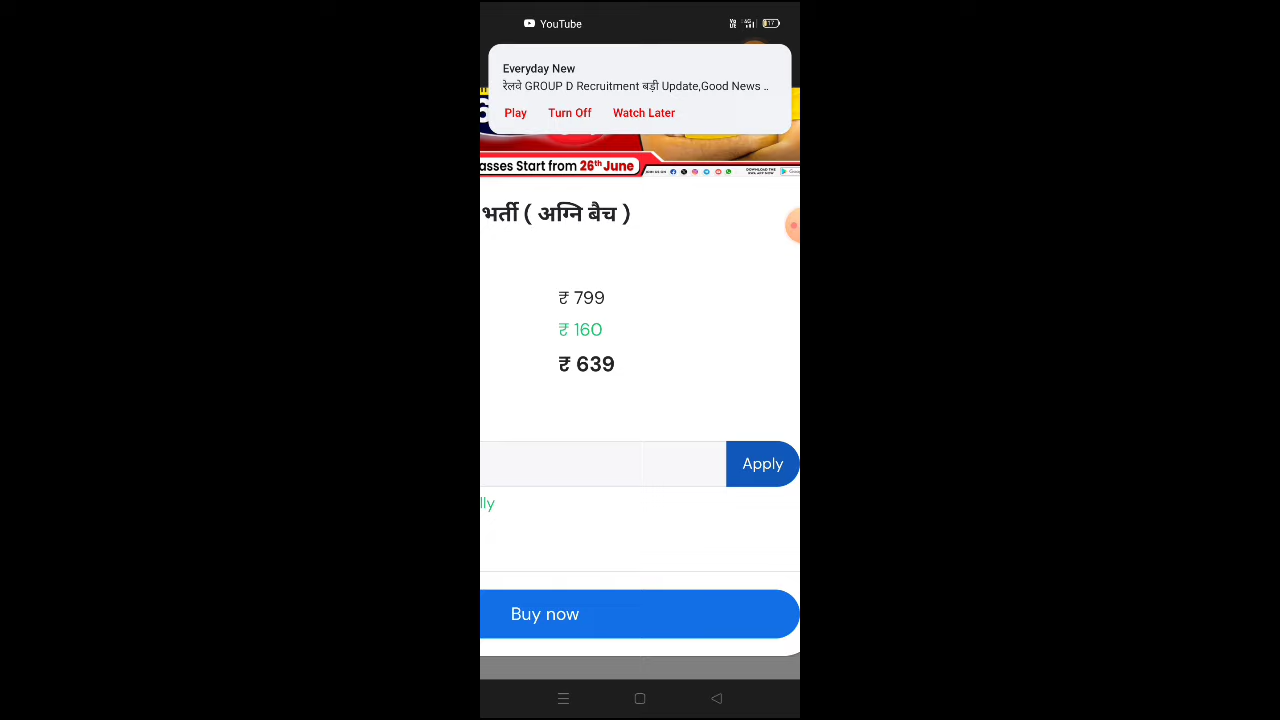 YouTube
17
Everyday New
रेलवे GROUP D Recruitment बड़ी Update,Good News ..
Play Turn Off Watch Later
asses Start from 26th June
भर्ती ( अग्नि बैच )
₹ 799
₹ 160
₹ 639
Apply
lly
Buy now